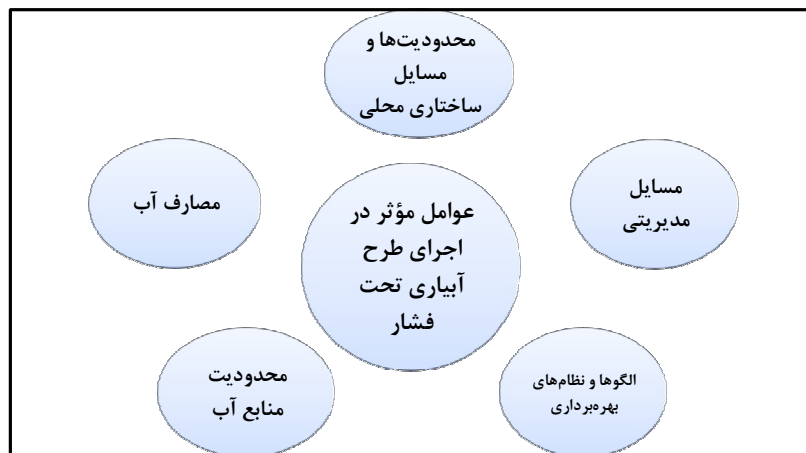 محدودیت‌ها و
مسایل
ساختاری محلی
مسایل
مدیریتی
مصارف آب
عوامل مؤثر در
اجرای طرح
آبیاری تحت
فشار
الگوها و نظام‌های
بهره‌برداری
محدودیت
منابع آب